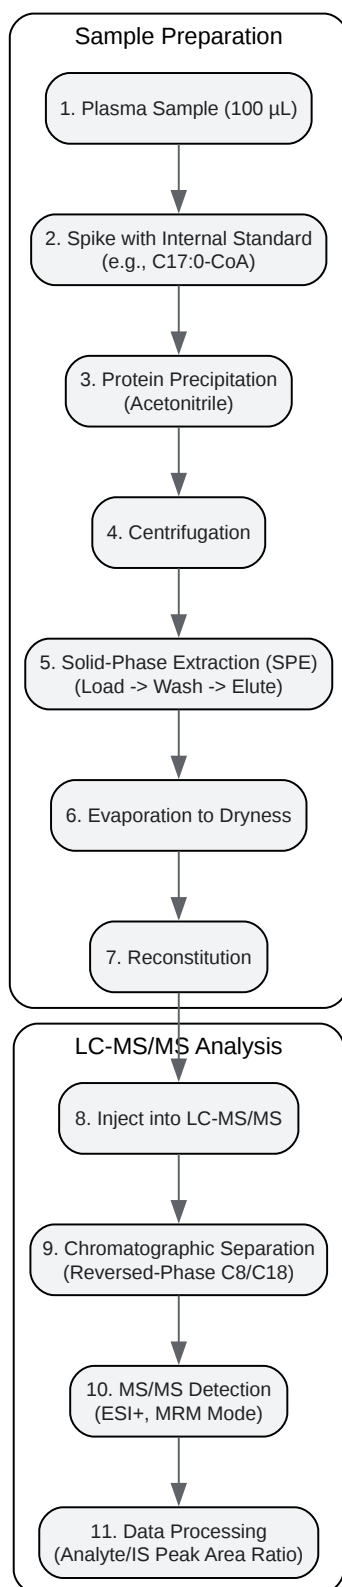 Sample Preparation
1. Plasma Sample (100 µL)
2. Spike with Internal Standard
(e.g., C17:0-CoA)
3. Protein Precipitation
(Acetonitrile)
4. Centrifugation
5. Solid-Phase Extraction (SPE)
(Load -> Wash -> Elute)
6. Evaporation to Dryness
7. Reconstitution
LC-MS/MS Analysis
8. Inject into LC-MS/MS
9. Chromatographic Separation
(Reversed-Phase C8/C18)
10. MS/MS Detection
(ESI+, MRM Mode)
11. Data Processing
(Analyte/IS Peak Area Ratio)